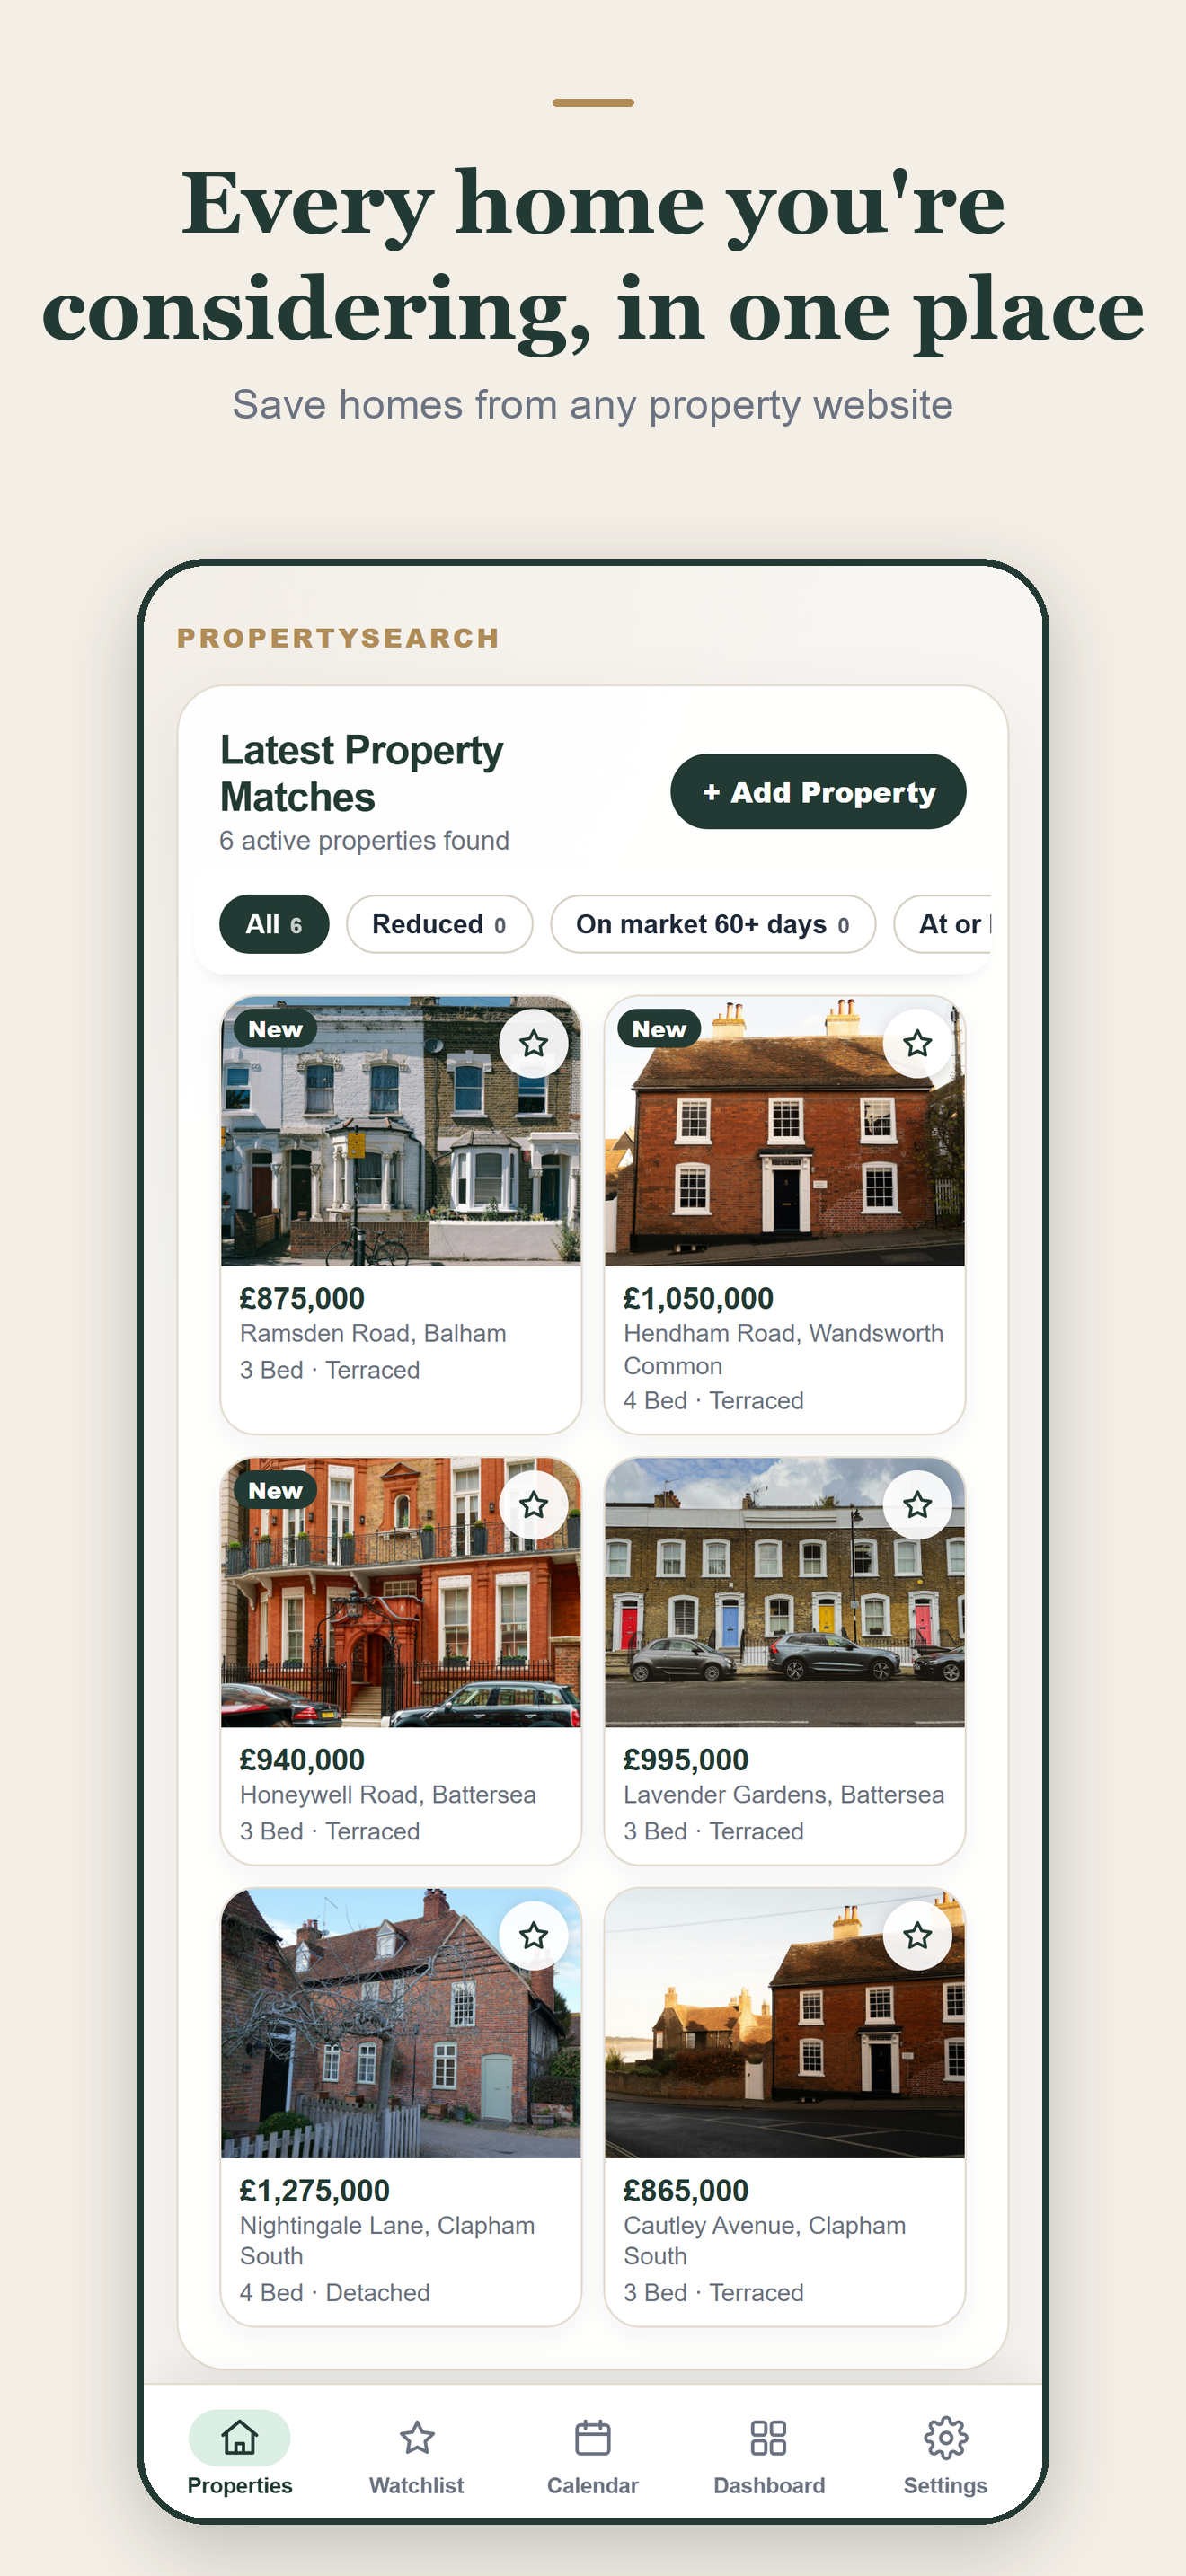 Every home you're
considering, in one place
Save homes from any property website
PROPERTYSEARCH
Latest Property
Matches
6 active properties found
+ Add Property
All 6
Reduced 0
On market 60+ days 0
At or
New
New
£875,000
Ramsden Road, Balham
3 Bed · Terraced
£1,050,000
Hendham Road, Wandsworth
Common
4 Bed · Terraced
New
£940,000
Honeywell Road, Battersea
3 Bed · Terraced
£995,000
Lavender Gardens, Battersea
3 Bed · Terraced
£1,275,000
Nightingale Lane, Clapham
South
4 Bed · Detached
£865,000
Cautley Avenue, Clapham
South
3 Bed · Terraced
Properties
Watchlist
Calendar
Dashboard
Settings